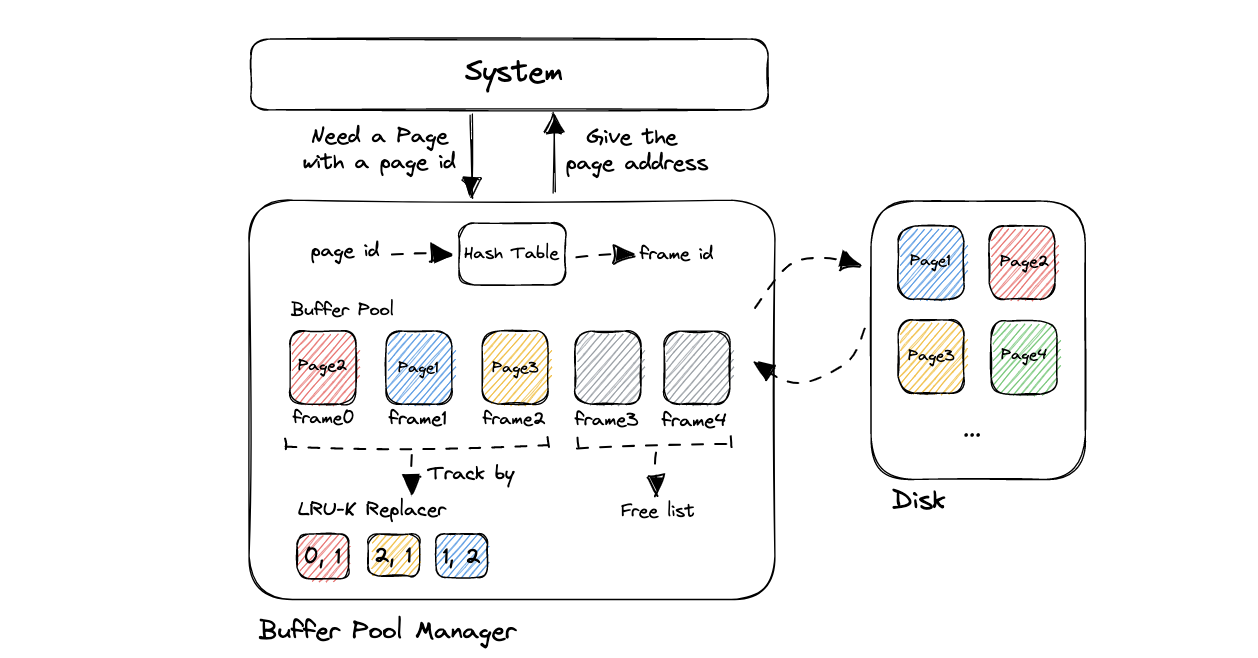 System
Need a Page
with a page id
Give the
page address
page id
Hash Table
frame id
Buffer Pool
Page2
Page1
Page3
frame0
frame1
frame2
frame3
frame4
Track by
LRU-K Replacer
Free list
0, 1
2, 1
1, 2
Buffer Pool Manager
Page1
Page2
Page3
Page4
...
Disk